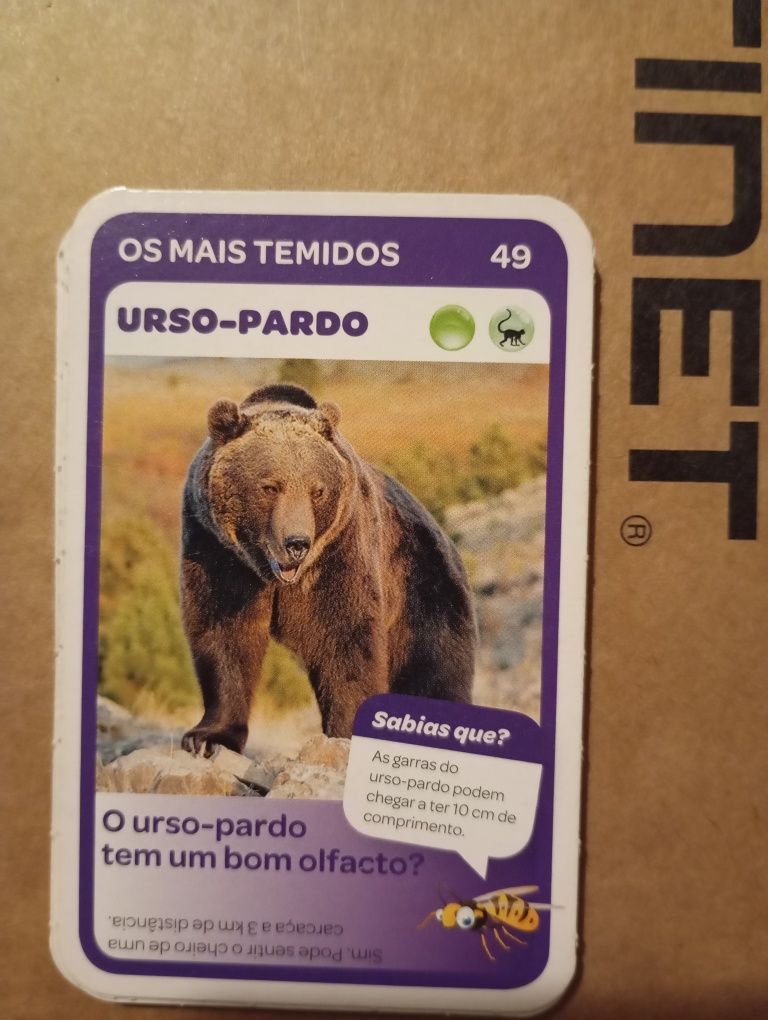 OS MAIS TEMIDOS 49
URSO-PARDO
Sabias que?
As garras do
urso-pardo podem
chegar a ter 10 cm de
comprimento.
O urso-pardo
tem um bom olfacto?
Sim. Pode sentir o cheiro de uma
carcaça a 3 km de distância.
INET®